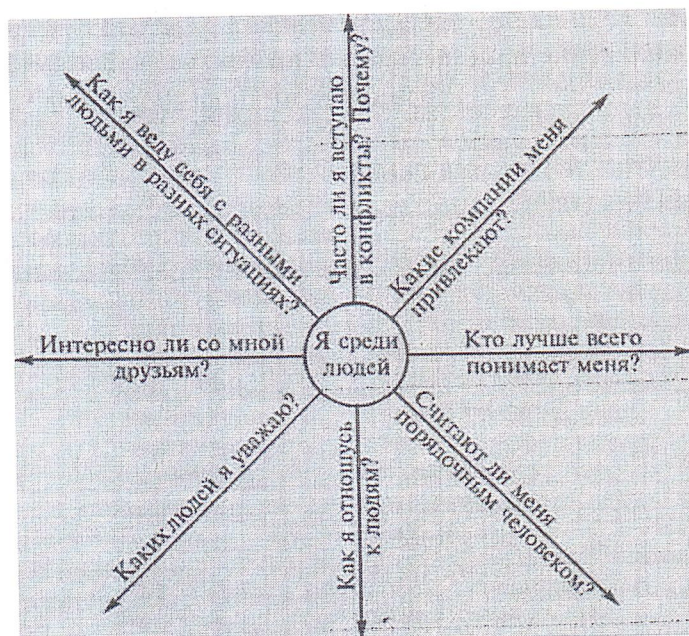 Часто ли я вступаю
в конфликты? Почему?
Какие компании меня
привлекают?
Кто лучше всего
понимает меня?
Считают ли меня
порядочным человеком?
Как я отношусь
к людям?
Каких людей я уважаю?
Интересно ли со мной
друзьям?
Как я веду себя с разными
людьми в разных ситуациях?
Я среди
людей